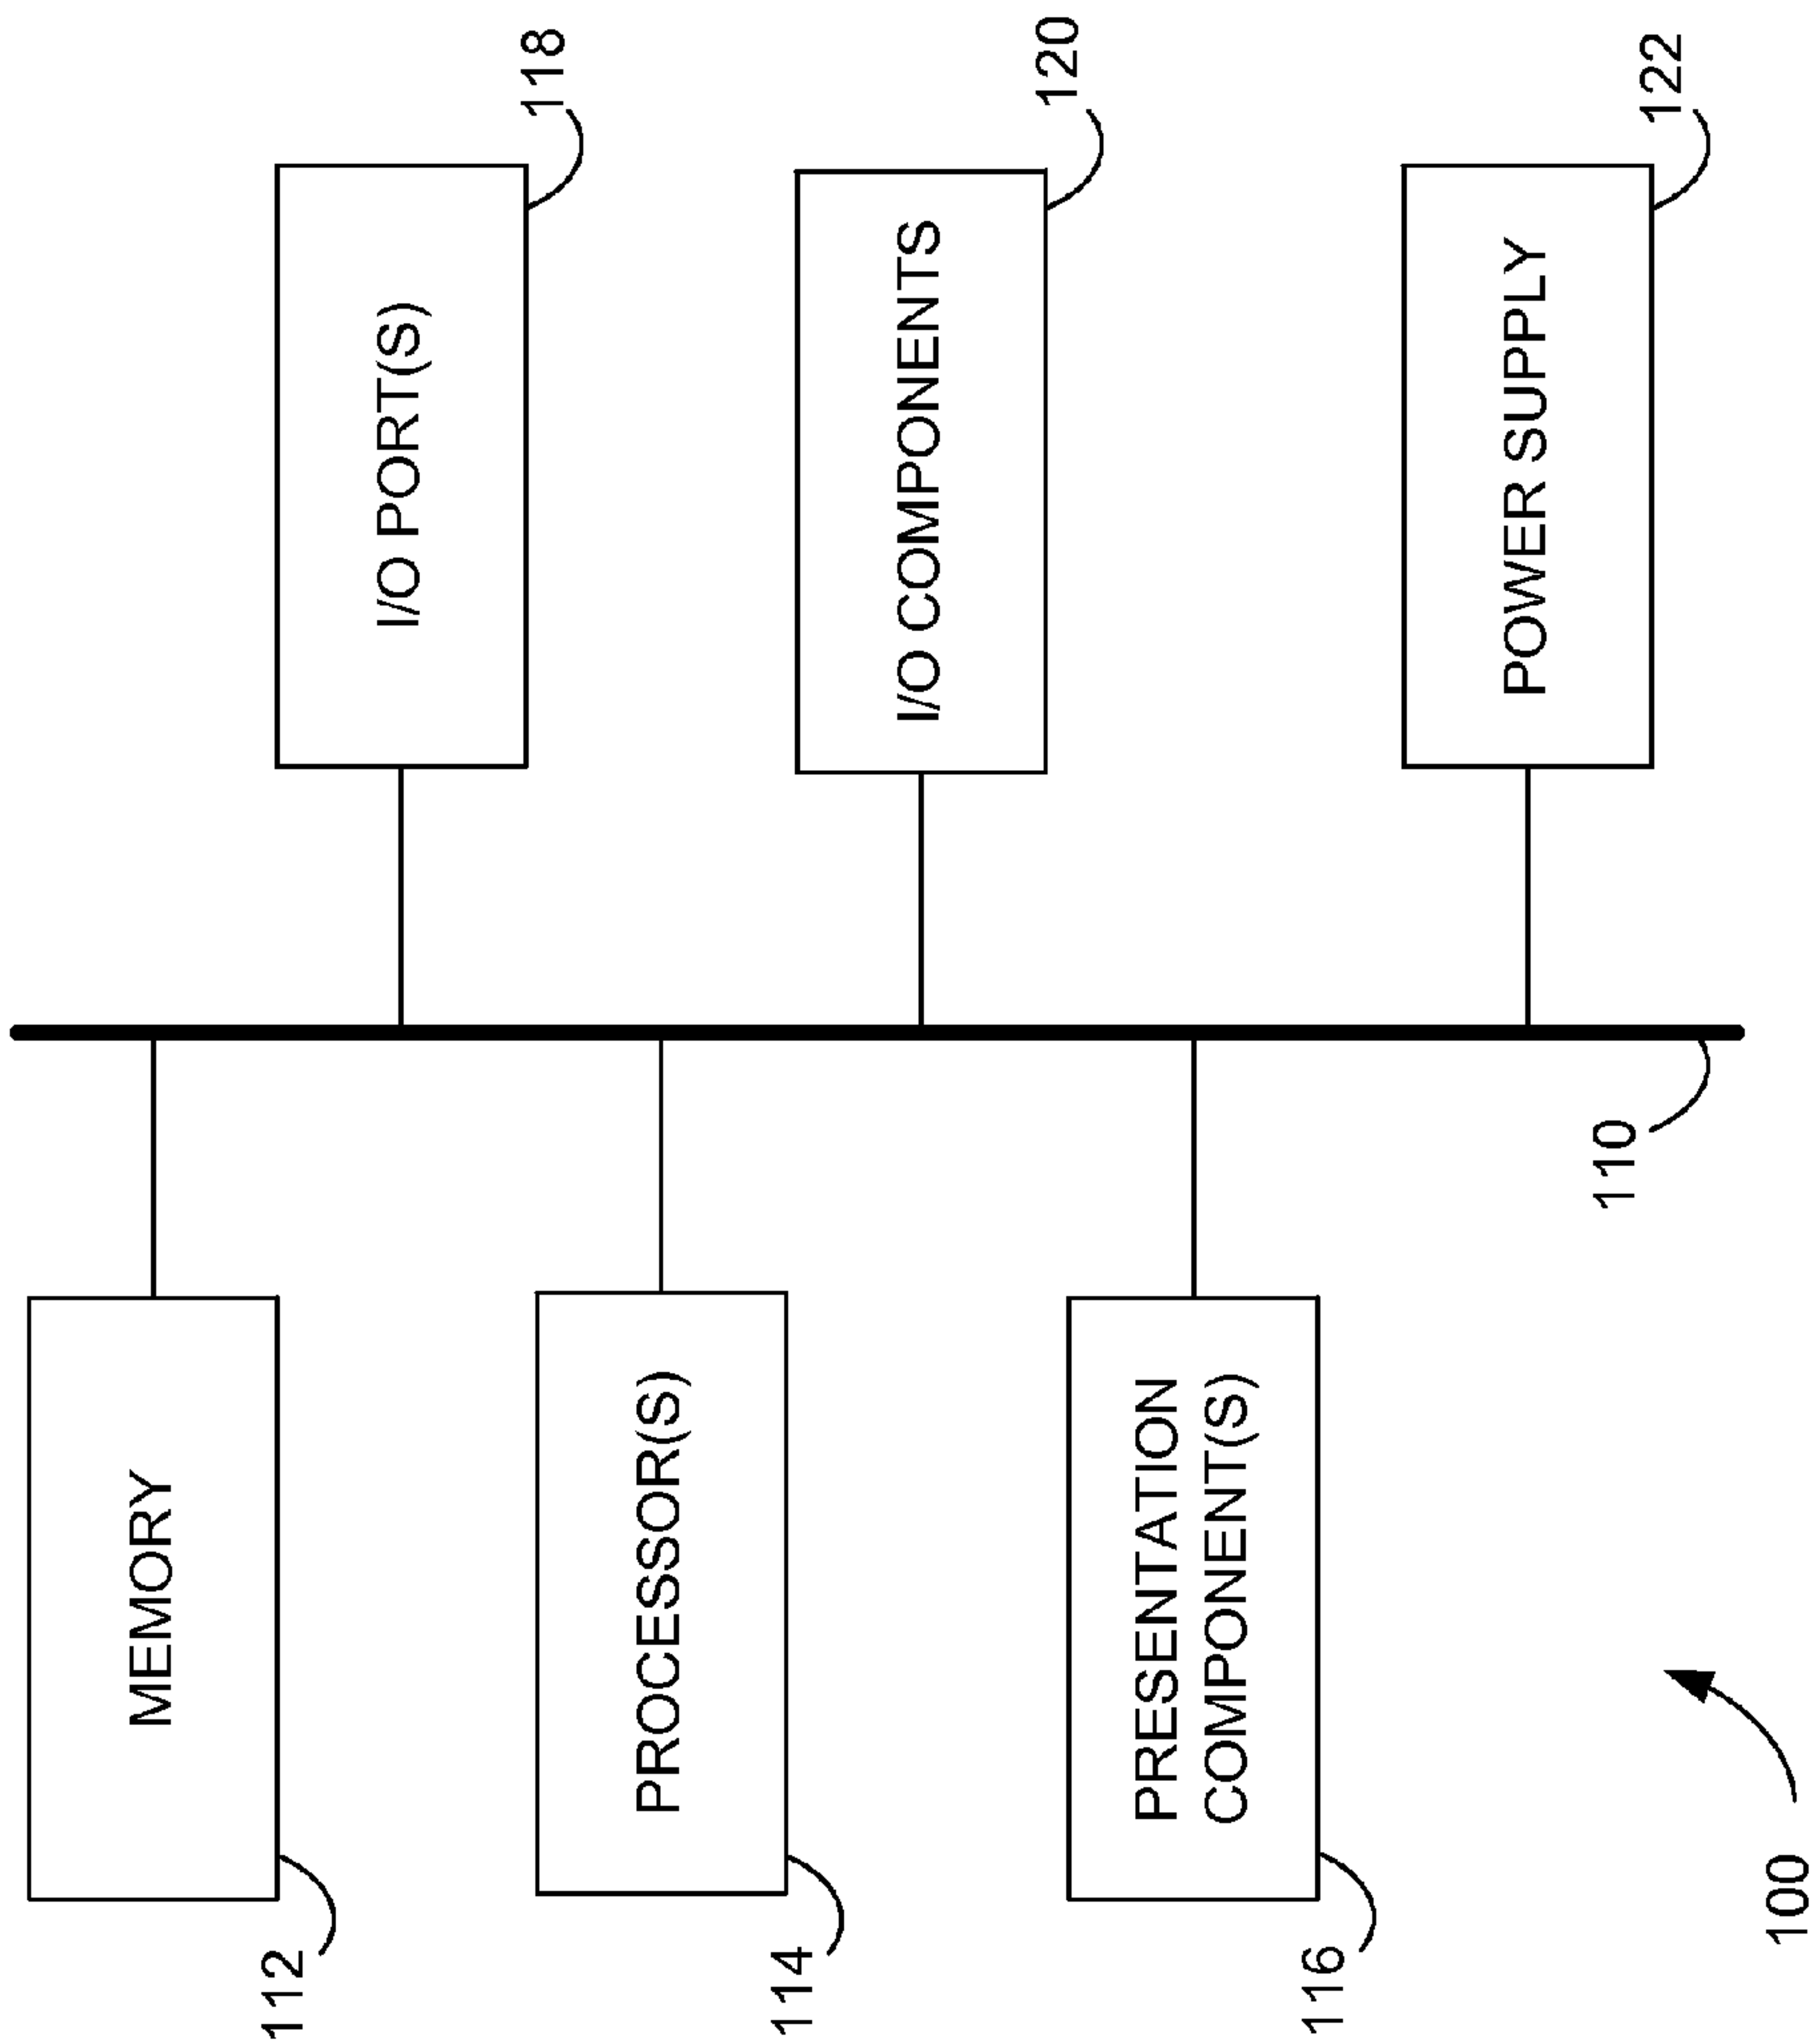 MEMORY
112
PROCESSOR(S)
114
PRESENTATION
COMPONENT(S)
116
100
110
I/O PORT(S)
118
I/O COMPONENTS
120
POWER SUPPLY
122